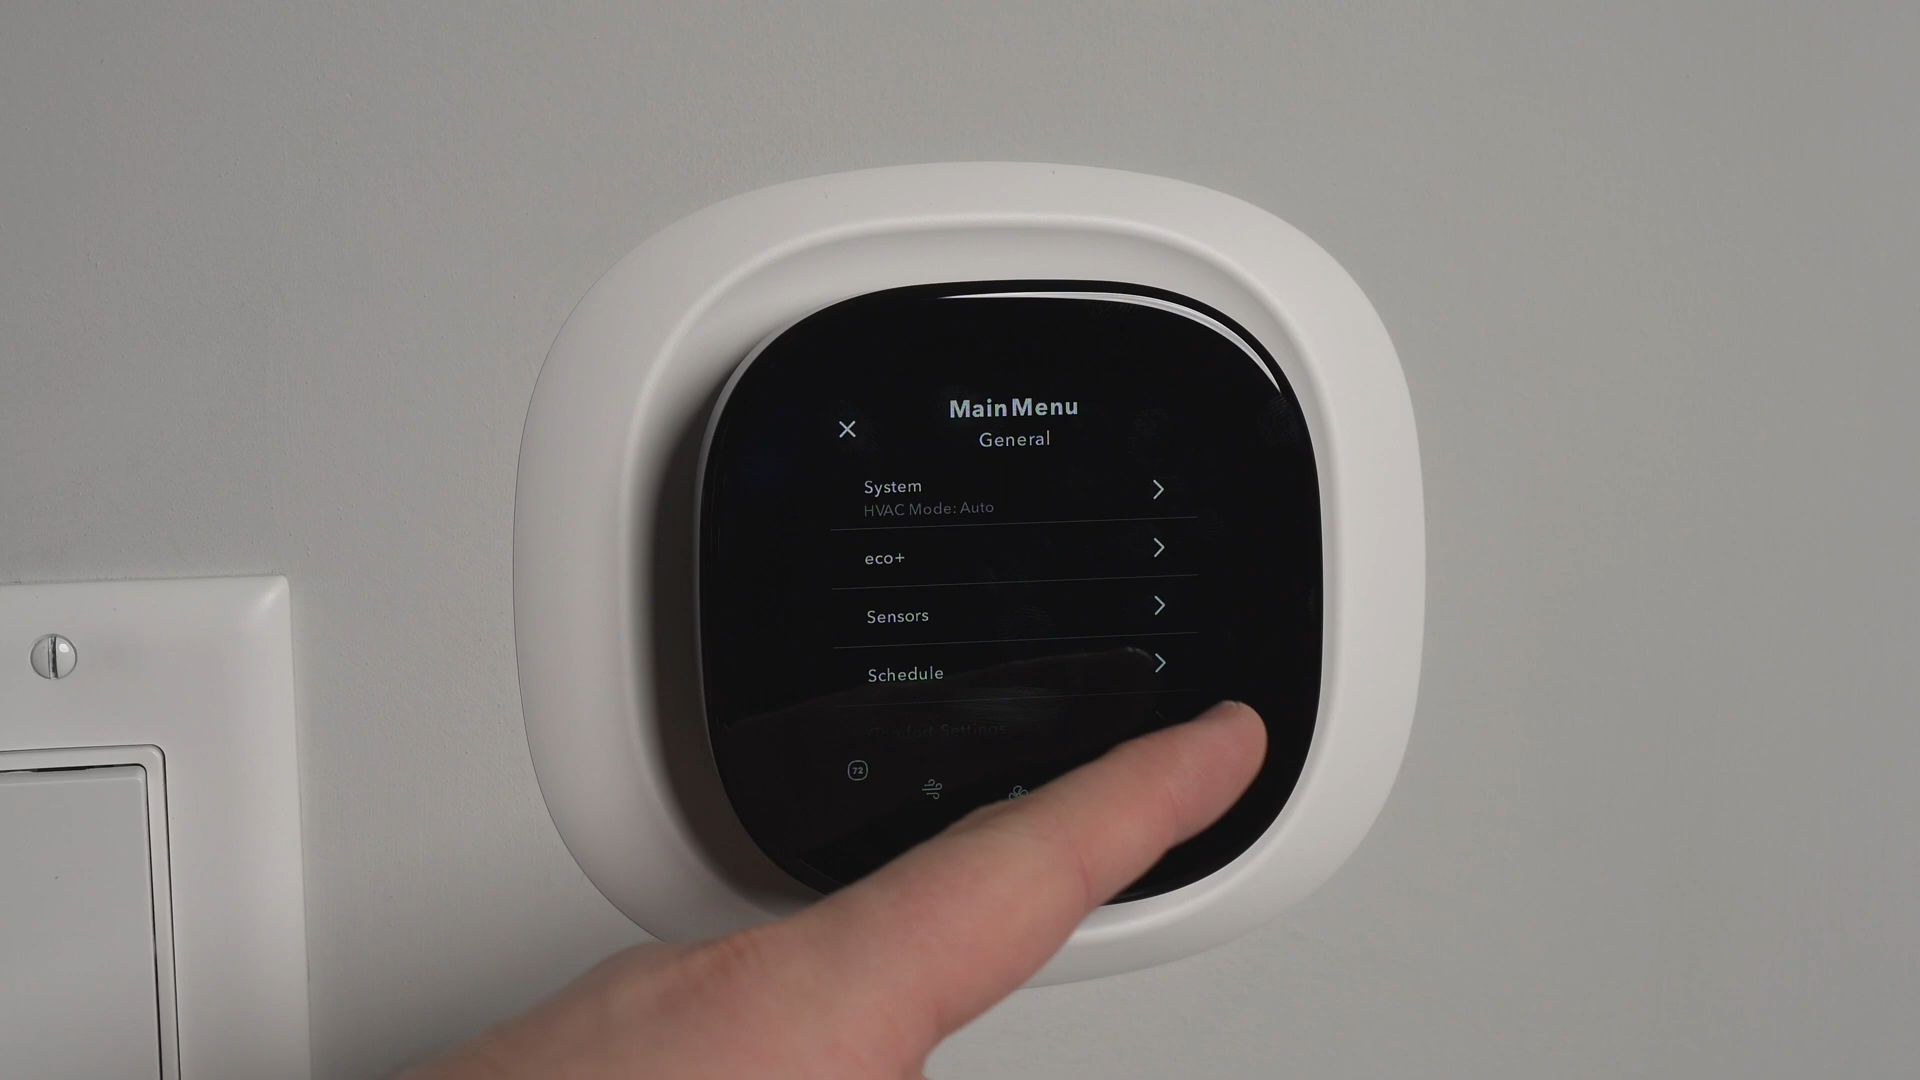 Main Menu
General
System
HVAC Mode: Auto
eco+
Sensors
Schedule
Comfort Settings
72